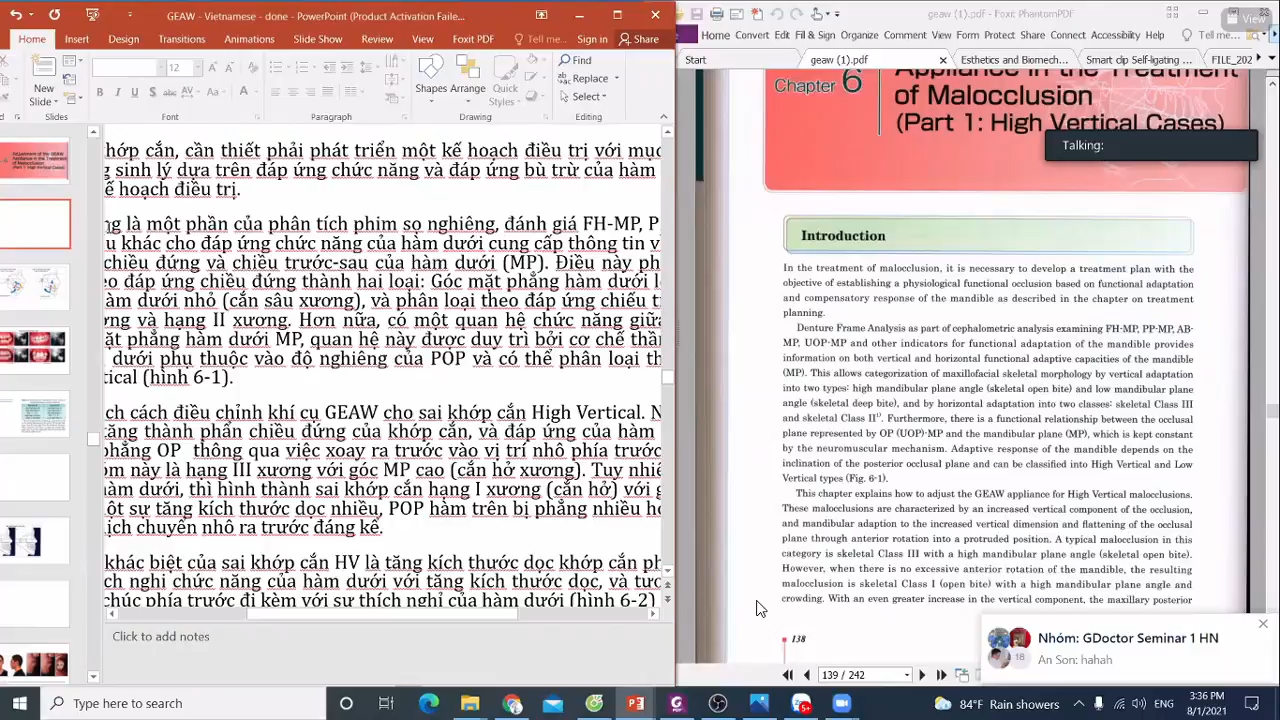 GEAW - Vietnamese - done - PowerPoint (Product Activation Faile...
Home Insert Design Transitions Slide Show Animations Review View Foxit PDF Tell me... Sign in Share
New Slide
12
Shapes Arrange Quick Styles
Find
Replace
Select
Slides Font Paragraph Drawing Editing
hớp cắn, cần thiết phải phát triển một kế hoạch điều trị với mục
g sinh lý dựa trên đáp ứng chức năng và đáp ứng bù trừ của hàm
ế hoạch điều trị.
ng là một phần của phân tích phim sọ nghiêng, đánh giá FH-MP, P
u khác cho đáp ứng chức năng của hàm dưới cung cấp thông tin v
chiều đứng và chiều trước-sau của hàm dưới (MP). Điều này ph
eo đáp ứng chiều đứng thành hai loại: Góc mặt phẳng hàm dưới l
hàm dưới nhỏ (cắn sâu xương), và phân loại theo đáp ứng chiếu t
ơng và hạng II xương. Hơn nữa, có một quan hệ chức năng giữa
ặt phẳng hàm dưới MP, quan hệ này được duy trì bởi cơ chế thần
dưới phụ thuộc vào độ nghiêng của POP và có thể phân loại th
tical (hình 6-1).
ch cách điều chỉnh khí cụ GEAW cho sai khớp cắn High Vertical. N
tăng thành phần chiều đứng của khớp cắn, và đáp ứng của hàm
phẳng OP thông qua việc xoay ra trước vào vị trí nhô phía trước
m này là hạng III xương với góc MP cao (cắn hở xương). Tuy nhiê
hàm dưới, thì hình thành sai khớp cắn hạng I xương (cắn hở) với g
ột sự tăng kích thước dọc nhiều, POP hàm trên bị phẳng nhiều h
ịch chuyển nhô ra trước đáng kể.
khác biệt của sai khớp cắn HV là tăng kích thước dọc khớp cắn ph
ch nghi chức năng của hàm dưới với tăng kích thước dọc, và tươ
chúc phía trước đi kèm với sự thích nghi của hàm dưới (hình 6-2)
Click to add notes
geaw (1).pdf - Foxit PhantomPDF
View
Home Convert Edit Fill & Sign Organize Comment View Form Protect Share Connect Accessibility Help Tell me...
Start geaw (1).pdf Esthetics and Biomech... Smart clip Self-ligating ... FILE_202
Chapter 6
Appliance in the Treatment
of Malocclusion
(Part 1: High Vertical Cases)
Talking:
Introduction
In the treatment of malocclusion, it is necessary to develop a treatment plan with the
objective of establishing a physiological functional occlusion based on functional adaptation
and compensatory response of the mandible as described in the chapter on treatment
planning.
Denture Frame Analysis as part of cephalometric analysis examining FH-MP, PP-MP, AB-
MP, UOP-MP and other indicators for functional adaptation of the mandible provides
information on both vertical and horizontal functional adaptive capacities of the mandible
(MP). This allows categorization of maxillofacial skeletal morphology by vertical adaptation
into two types: high mandibular plane angle (skeletal open bite) and low mandibular plane
angle (skeletal deep bite), and by horizontal adaptation into two classes: skeletal Class III
and skeletal Class II¹⁾. Furthermore, there is a functional relationship between the occlusal
plane represented by OP (UOP)-MP and the mandibular plane (MP), which is kept constant
by the neuromuscular mechanism. Adaptive response of the mandible depends on the
inclination of the posterior occlusal plane and can be classified into High Vertical and Low
Vertical types (Fig. 6-1).
This chapter explains how to adjust the GEAW appliance for High Vertical malocclusions.
These malocclusions are characterized by an increased vertical component of the occlusion,
and mandibular adaption to the increased vertical dimension and flattening of the occlusal
plane through anterior rotation into a protruded position. A typical malocclusion in this
category is skeletal Class III with a high mandibular plane angle (skeletal open bite).
However, when there is no excessive anterior rotation of the mandible, the resulting
malocclusion is skeletal Class I (open bite) with a high mandibular plane angle and
crowding. With an even greater increase in the vertical component, the maxillary posterior
138
139 / 242
Nhóm: GDoctor Seminar 1 HN
18
An Son: hahah
Type here to search
84°F Rain showers
ENG
3:36 PM
8/1/2021